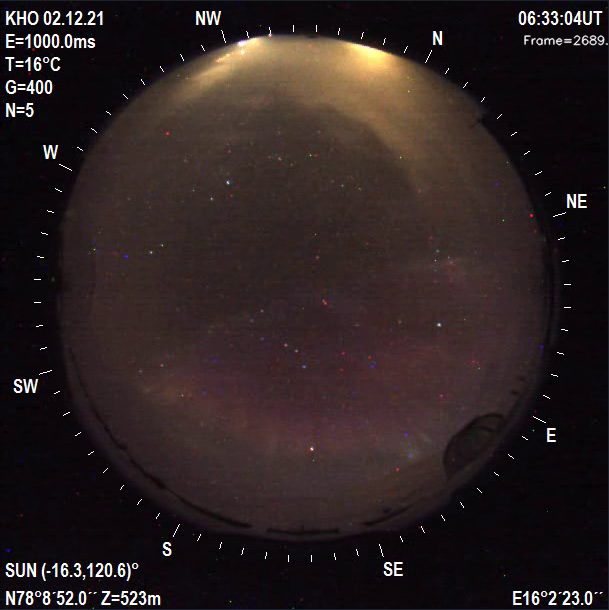 KHO 02.12.21
E=1000.0ms
T=16°C
G=400
N=5
06:33:04UT
Frame=2689.
NW
N
W
NE
SW
E
S
SE
SUN (-16.3,120.6)°
N78°8´52.0´´ Z=523m
E16°2´23.0´´